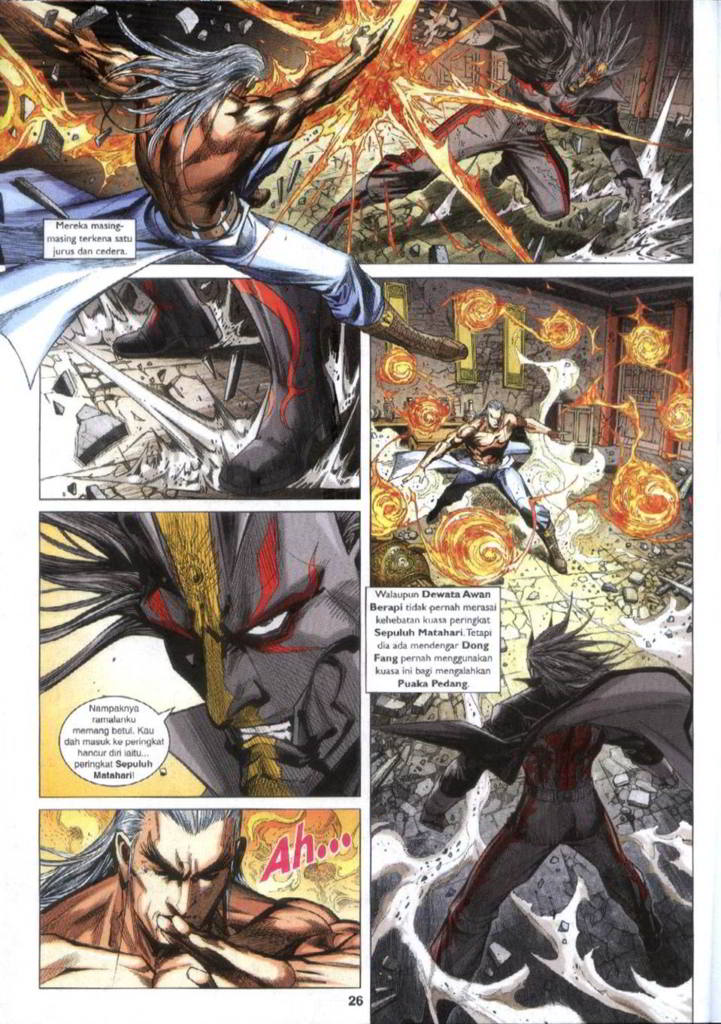 Mereka masing-
masing terkena satu
jurus dan cedera.
Walaupun Dewata Awan
Berapi tidak pernah merasai
kehebatan kuasa peringkat
Sepuluh Matahari. Tetapi
dia ada mendengar Dong
Fang pernah menggunakan
kuasa ini bagi mengalahkan
Puaka Pedang.
Nampaknya
ramalanku
memang betul. Kau
dah masuk ke peringkat
hancur diri iaitu...
peringkat Sepuluh
Matahari!
Ah...
26